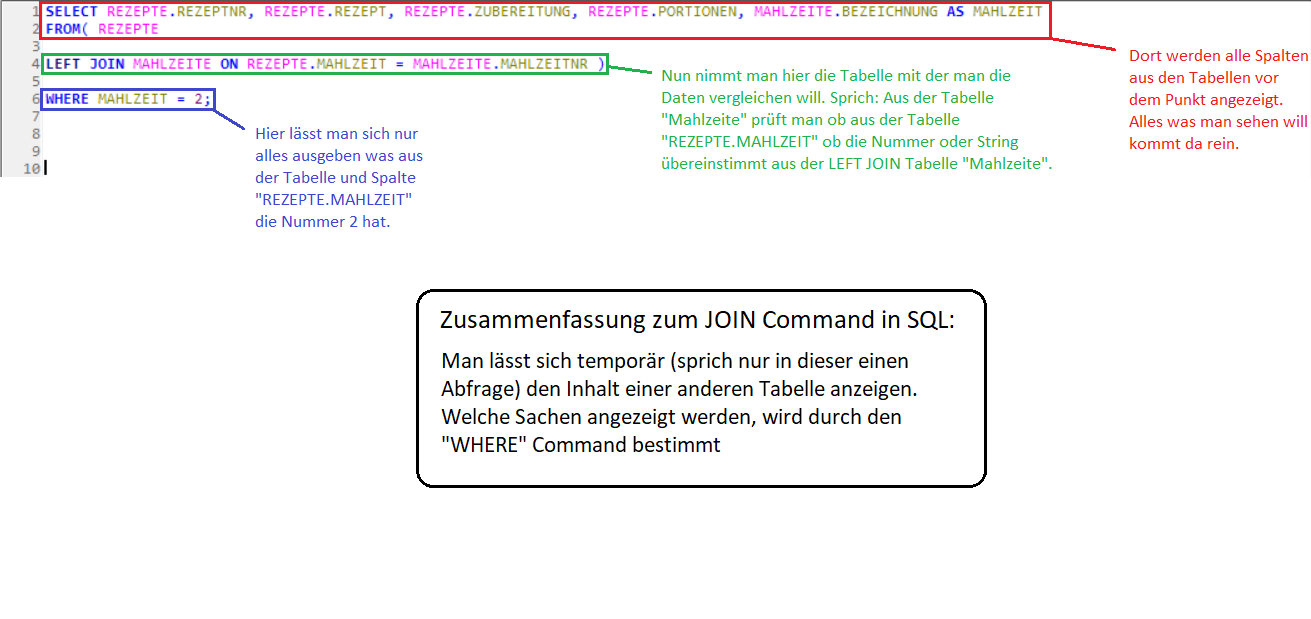 1 SELECT REZEPTE.REZEPTNR, REZEPTE.REZEPT, REZEPTE.ZUBEREITUNG, REZEPTE.PORTIONEN, MAHLZEITE.BEZEICHNUNG AS MAHLZEIT
2 FROM( REZEPTE
3
4 LEFT JOIN MAHLZEITE ON REZEPTE.MAHLZEIT = MAHLZEITE.MAHLZEITNR )
5
6 WHERE MAHLZEIT = 2;
7
8
9
10
Dort werden alle Spalten
aus den Tabellen vor
dem Punkt angezeigt.
Alles was man sehen will
kommt da rein.
Nun nimmt man hier die Tabelle mit der man die
Daten vergleichen will. Sprich: Aus der Tabelle
"Mahlzeite" prüft man ob aus der Tabelle
"REZEPTE.MAHLZEIT" ob die Nummer oder String
übereinstimmt aus der LEFT JOIN Tabelle "Mahlzeite".
Hier lässt man sich nur
alles ausgeben was aus
der Tabelle und Spalte
"REZEPTE.MAHLZEIT"
die Nummer 2 hat.
Zusammenfassung zum JOIN Command in SQL:
Man lässt sich temporär (sprich nur in dieser einen
Abfrage) den Inhalt einer anderen Tabelle anzeigen.
Welche Sachen angezeigt werden, wird durch den
"WHERE" Command bestimmt